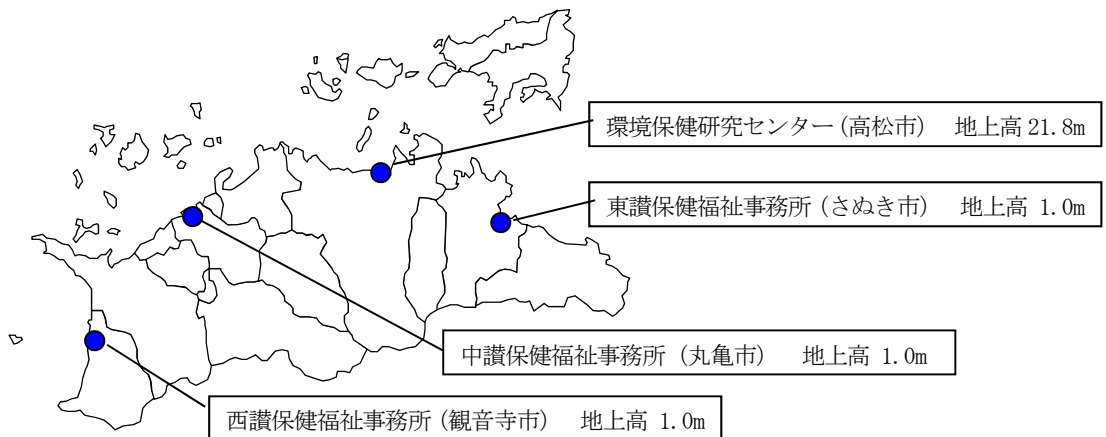 環境保健研究センター(高松市) 地上高 21.8m
東讃保健福祉事務所(さぬき市) 地上高 1.0m
中讃保健福祉事務所(丸亀市) 地上高 1.0m
西讃保健福祉事務所(観音寺市) 地上高 1.0m